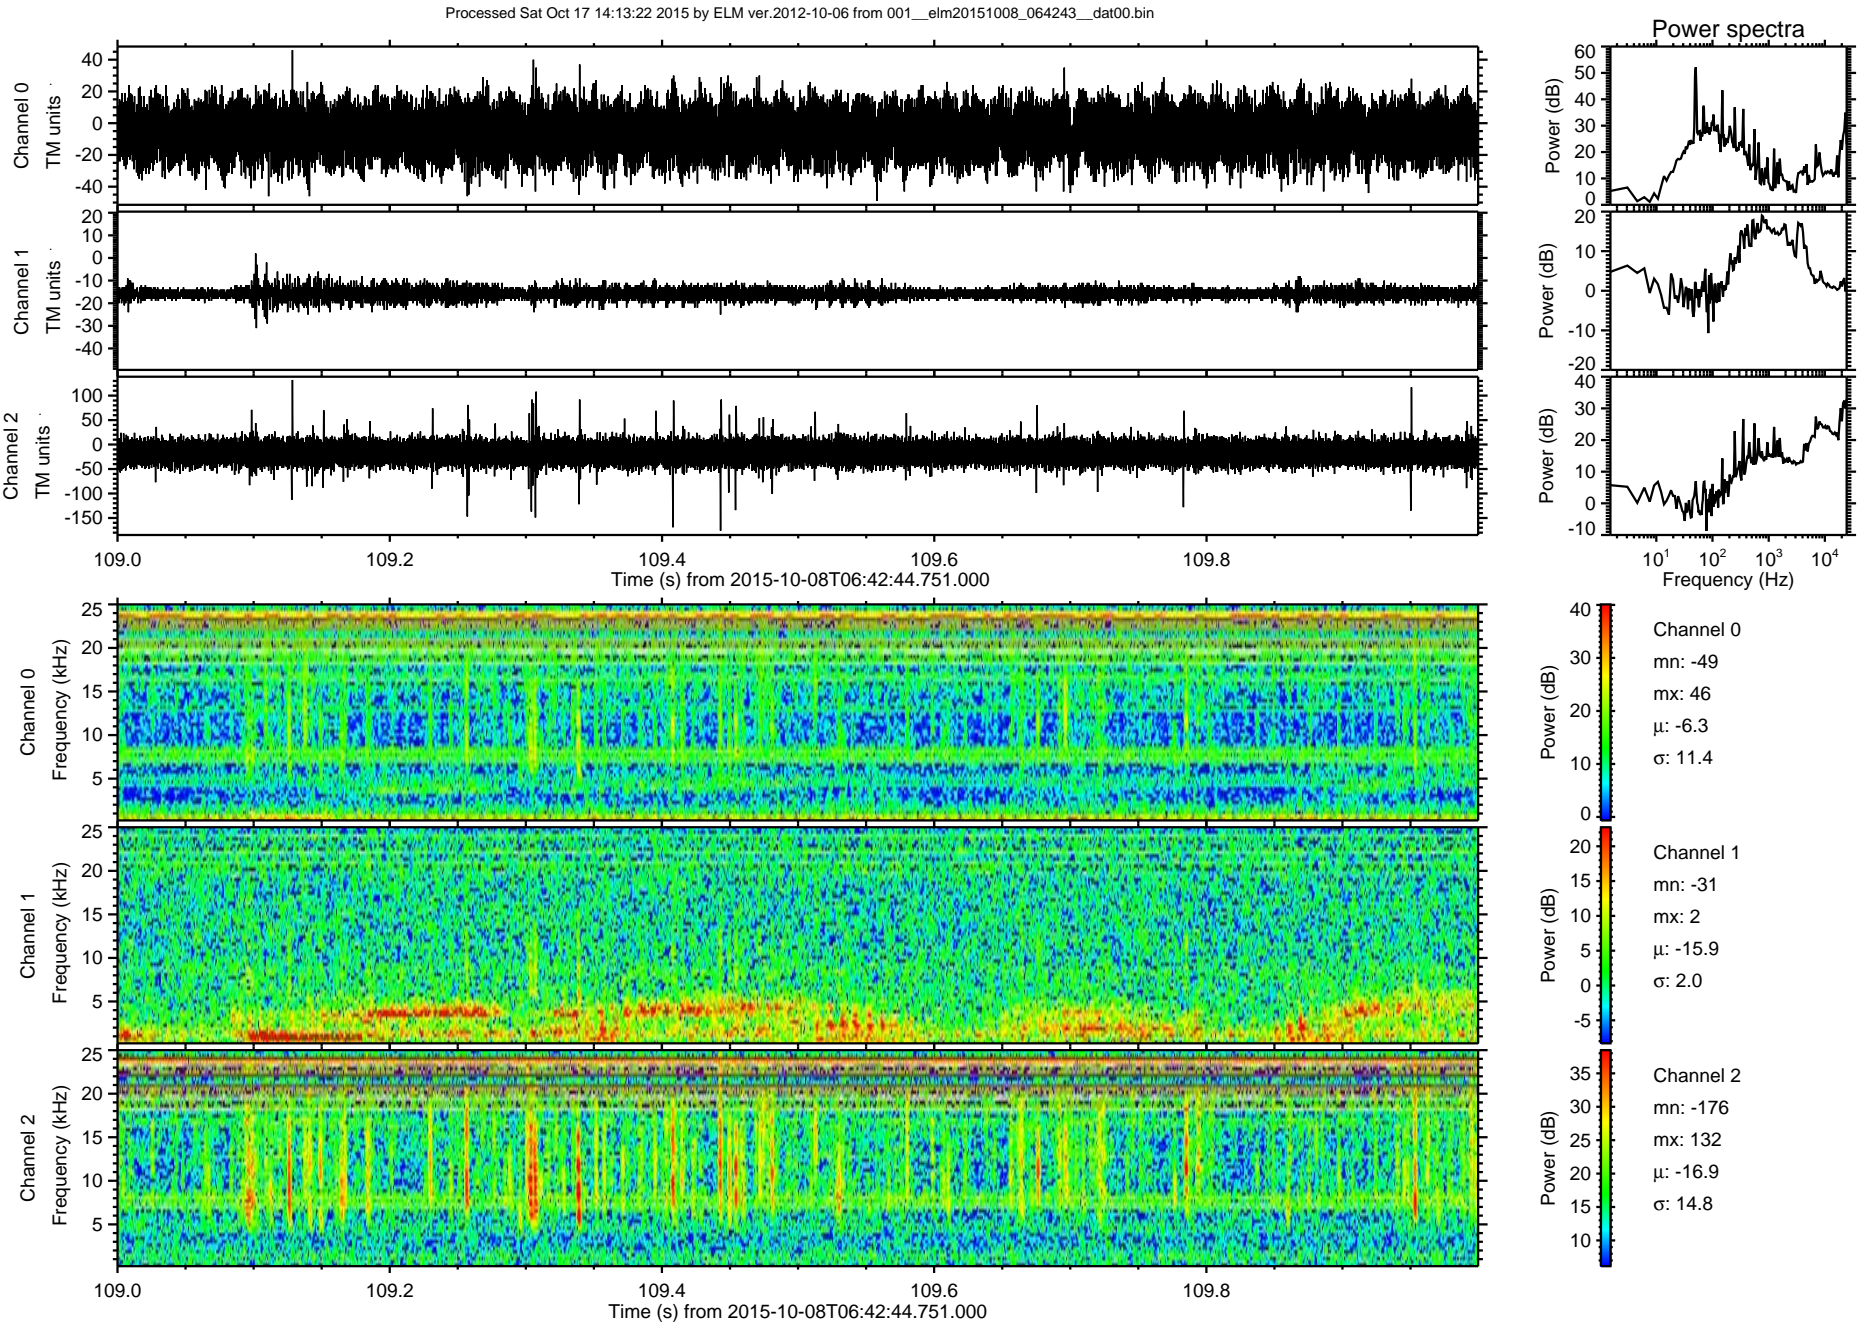 Processed Sat Oct 17 14:13:22 2015 by ELM ver.2012-10-06 from 001__elm20151008_064243__dat00.bin
Power spectra
Channel 0
TM units
40
20
0
-20
-40
Power (dB)
60
50
40
30
20
10
0
Channel 1
TM units
20
10
0
-10
-20
-30
-40
Power (dB)
20
10
0
-10
-20
Channel 2
TM units
100
50
0
-50
-100
-150
Power (dB)
40
30
20
10
0
-10
109.0 109.2 109.4 109.6 109.8
Time (s) from 2015-10-08T06:42:44.751.000
10^1 10^2 10^3 10^4
Frequency (Hz)
Channel 0
Frequency (kHz)
25
20
15
10
5
Power (dB)
40
30
20
10
0
Channel 0
mn: -49
mx: 46
μ: -6.3
σ: 11.4
Channel 1
Frequency (kHz)
25
20
15
10
5
Power (dB)
20
15
10
5
0
-5
Channel 1
mn: -31
mx: 2
μ: -15.9
σ: 2.0
Channel 2
Frequency (kHz)
25
20
15
10
5
Power (dB)
35
30
25
20
15
10
Channel 2
mn: -176
mx: 132
μ: -16.9
σ: 14.8
109.0 109.2 109.4 109.6 109.8
Time (s) from 2015-10-08T06:42:44.751.000